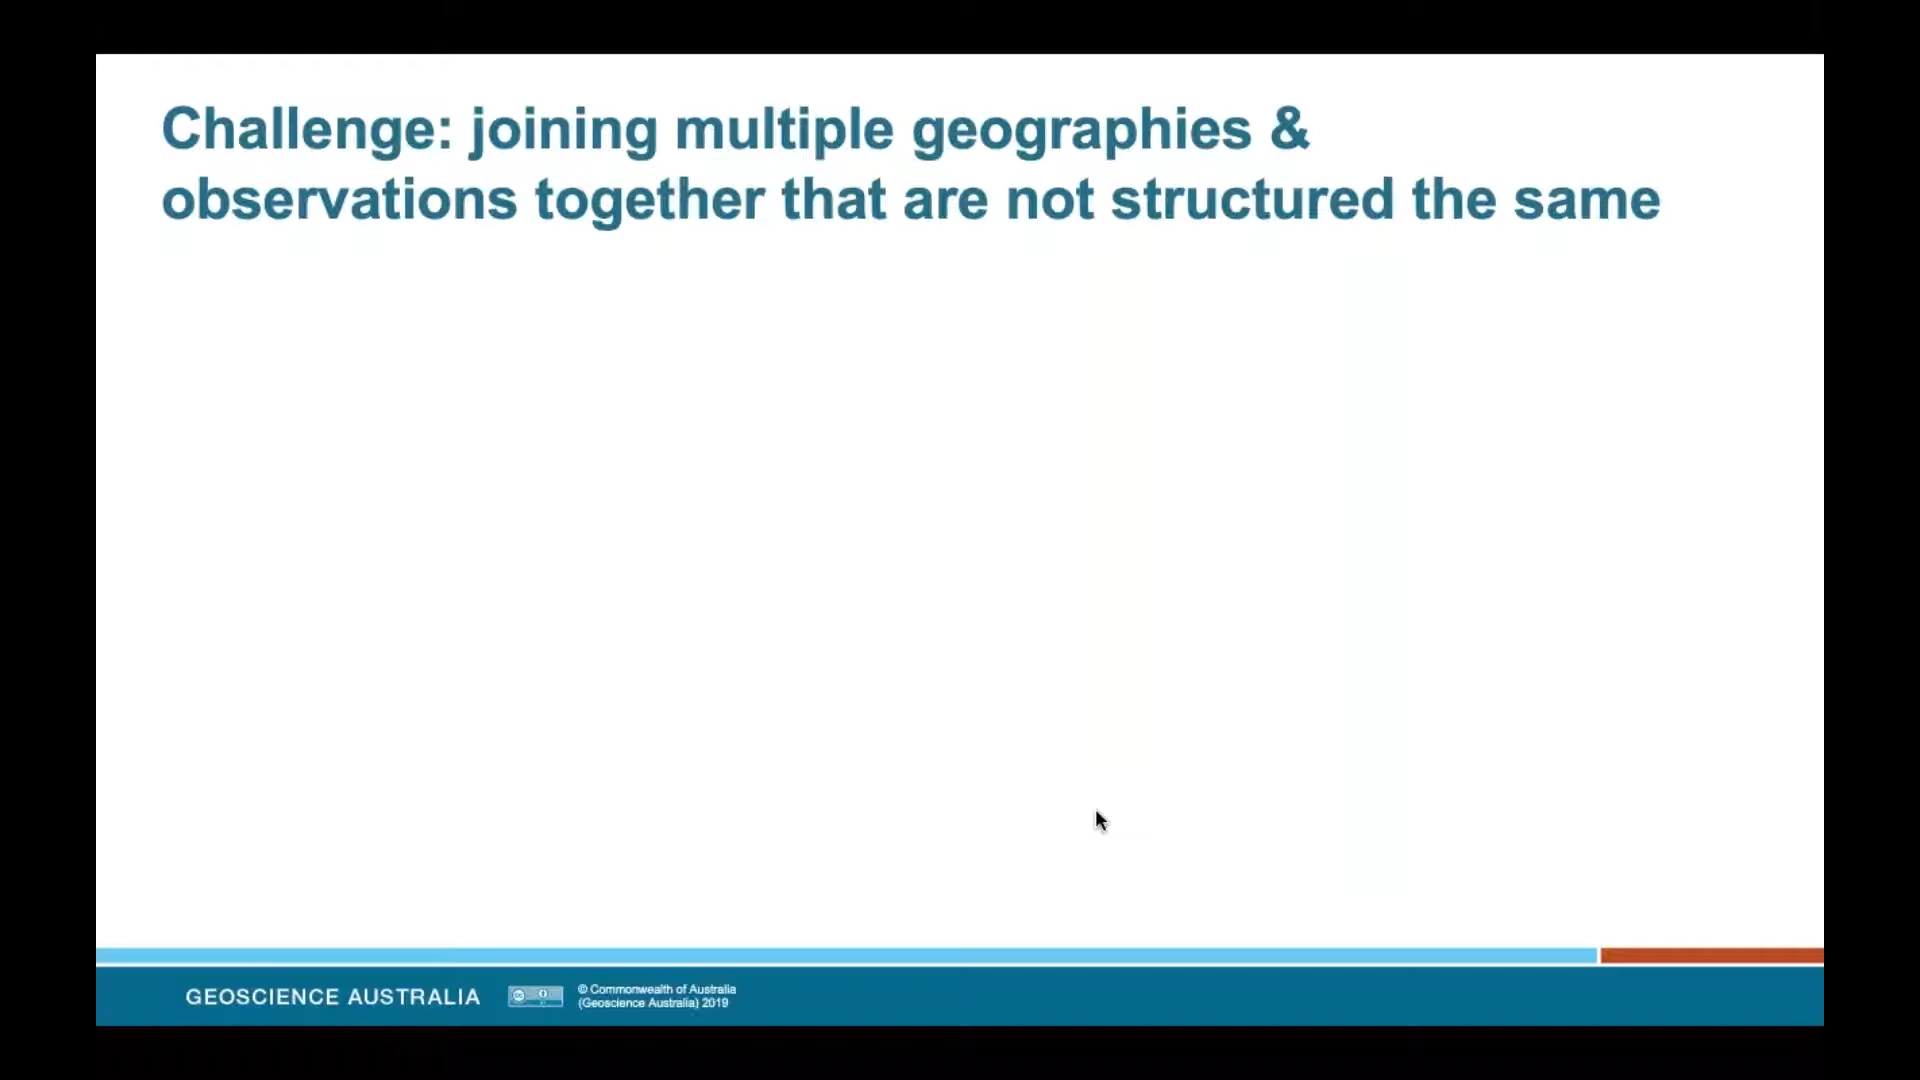 Challenge: joining multiple geographies &
observations together that are not structured the same
GEOSCIENCE AUSTRALIA
© Commonwealth of Australia
(Geoscience Australia) 2019